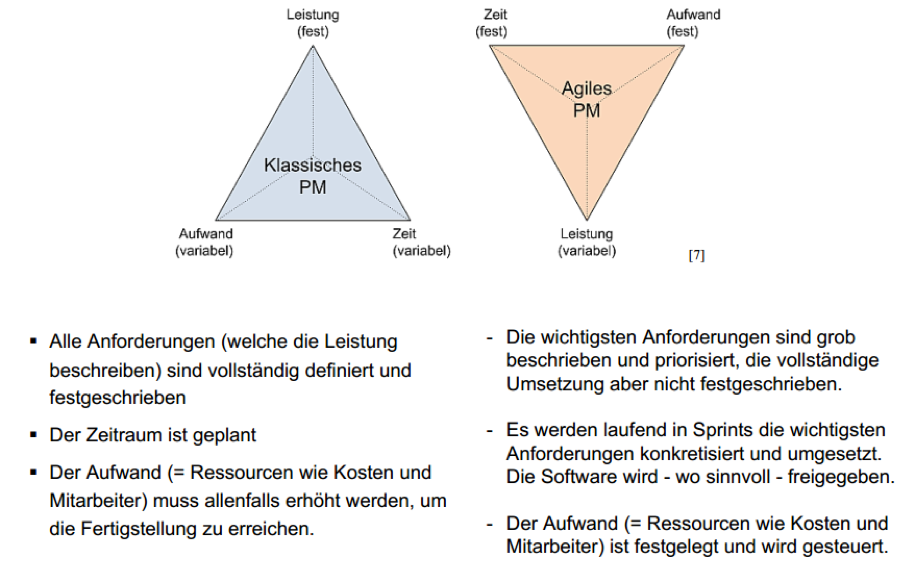 Leistung
(fest)
Klassisches
PM
Aufwand
(variabel)
Zeit
(variabel)
Zeit
(fest)
Aufwand
(fest)
Agiles
PM
Leistung
(variabel)
[7]
▪ Alle Anforderungen (welche die Leistung
beschreiben) sind vollständig definiert und
festgeschrieben
▪ Der Zeitraum ist geplant
▪ Der Aufwand (= Ressourcen wie Kosten und
Mitarbeiter) muss allenfalls erhöht werden, um
die Fertigstellung zu erreichen.
- Die wichtigsten Anforderungen sind grob
beschrieben und priorisiert, die vollständige
Umsetzung aber nicht festgeschrieben.
- Es werden laufend in Sprints die wichtigsten
Anforderungen konkretisiert und umgesetzt.
Die Software wird - wo sinnvoll - freigegeben.
- Der Aufwand (= Ressourcen wie Kosten und
Mitarbeiter) ist festgelegt und wird gesteuert.